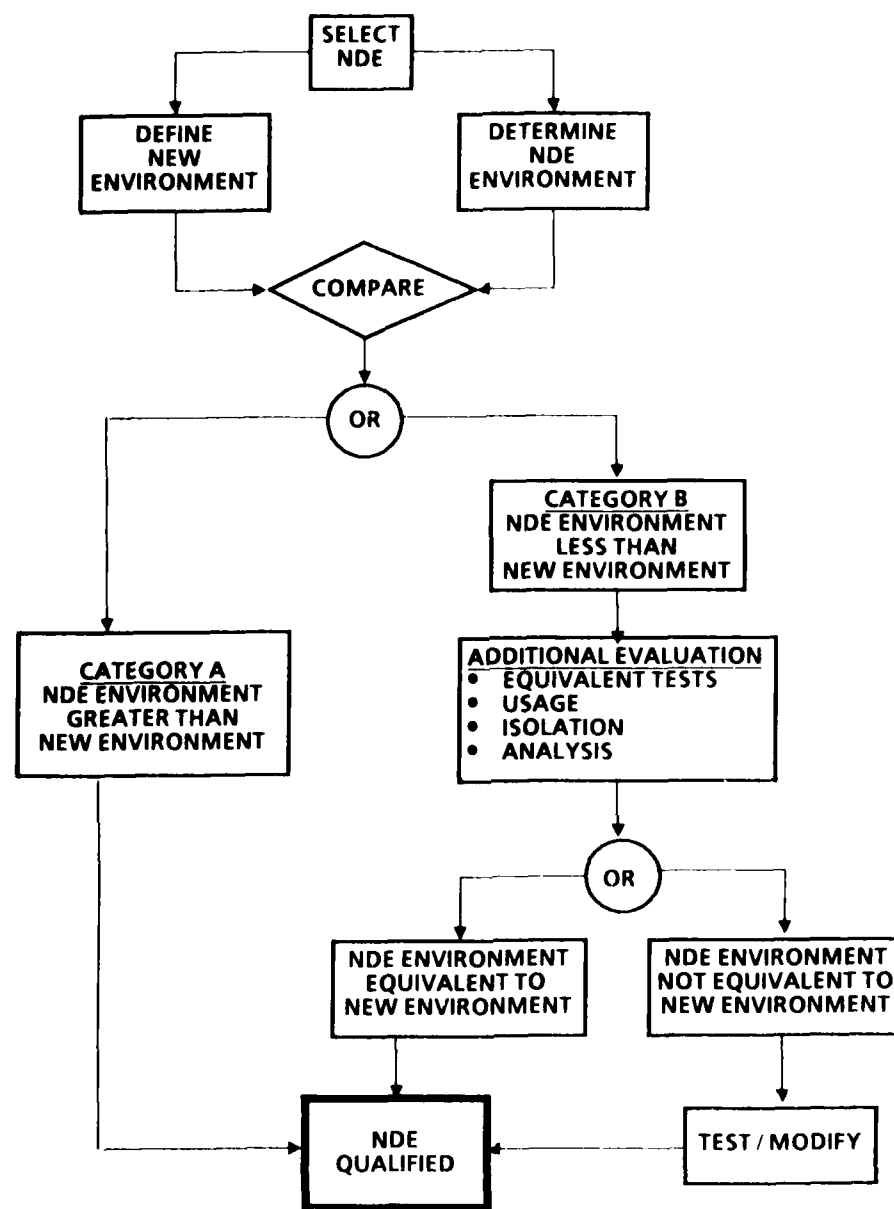 SELECT
NDE
DEFINE
NEW
ENVIRONMENT
DETERMINE
NDE
ENVIRONMENT
COMPARE
OR
CATEGORY B
NDE ENVIRONMENT
LESS THAN
NEW ENVIRONMENT
CATEGORY A
NDE ENVIRONMENT
GREATER THAN
NEW ENVIRONMENT
ADDITIONAL EVALUATION
• EQUIVALENT TESTS
• USAGE
• ISOLATION
• ANALYSIS
OR
NDE ENVIRONMENT
EQUIVALENT TO
NEW ENVIRONMENT
NDE ENVIRONMENT
NOT EQUIVALENT TO
NEW ENVIRONMENT
NDE
QUALIFIED
TEST / MODIFY